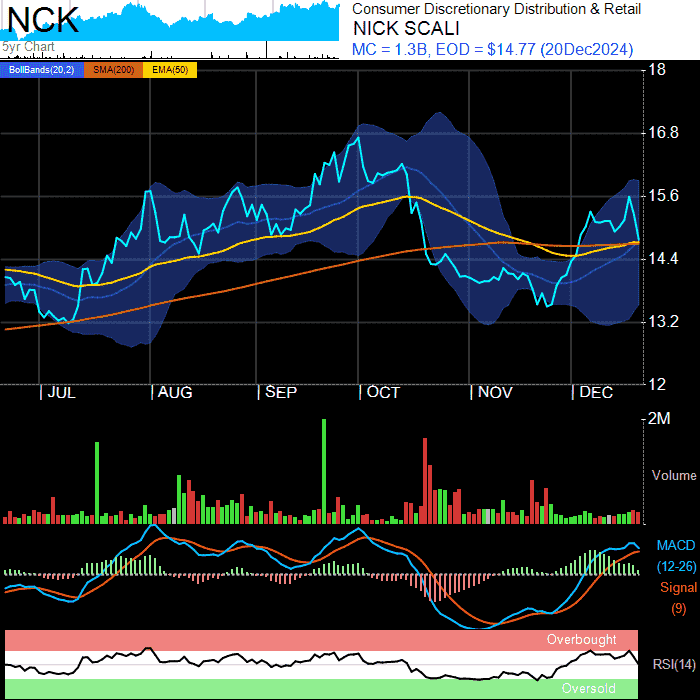 NCK
5yr Chart
Consumer Discretionary Distribution & Retail
NICK SCALI
MC = 1.3B, EOD = $14.77 (20Dec2024)
BollBands(20,2) SMA(200) EMA(50)
18
16.8
15.6
14.4
13.2
12
JUL AUG SEP OCT NOV DEC
2M
Volume
MACD
(12-26)
Signal
(9)
Overbought
RSI(14)
Oversold